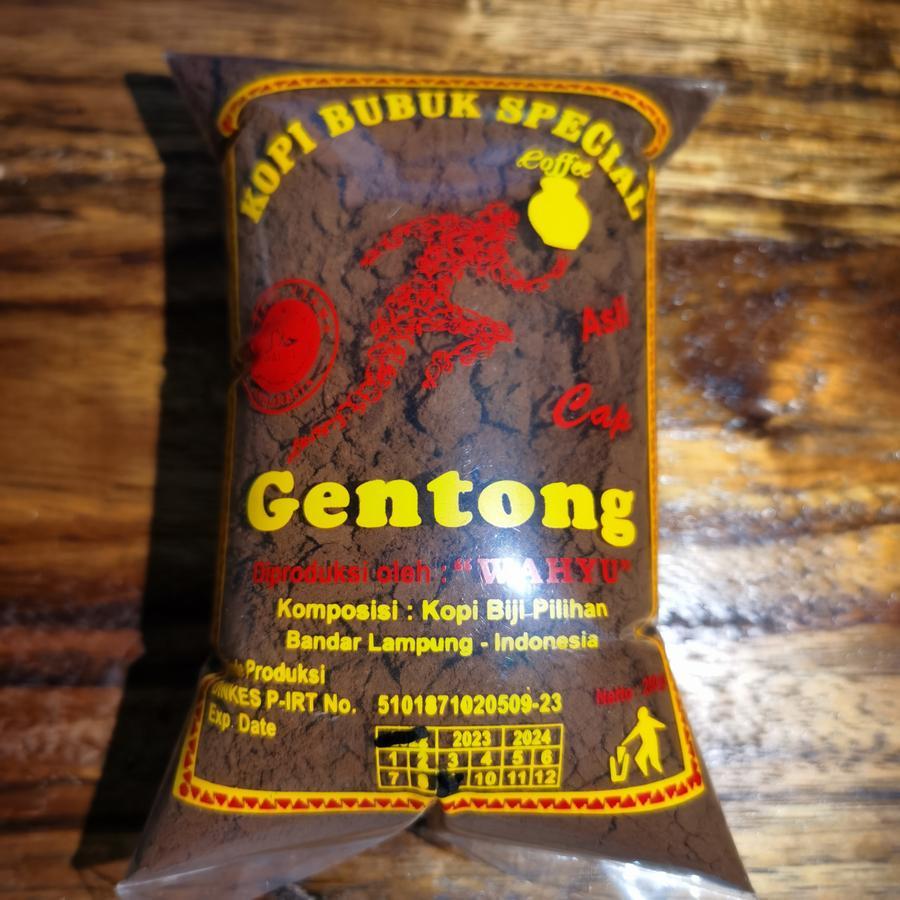 KOPI BUBUK SPECIAL
Coffee
Asli
Cap
Gentong
Diproduksi oleh : "WAHYU"
Komposisi : Kopi Biji Pilihan
Bandar Lampung - Indonesia
Produksi
DINKES P-IRT No. 5101871020509-23
Netto
Exp. Date
2023 2024
1 2 3 4 5 6
7 10 11 12